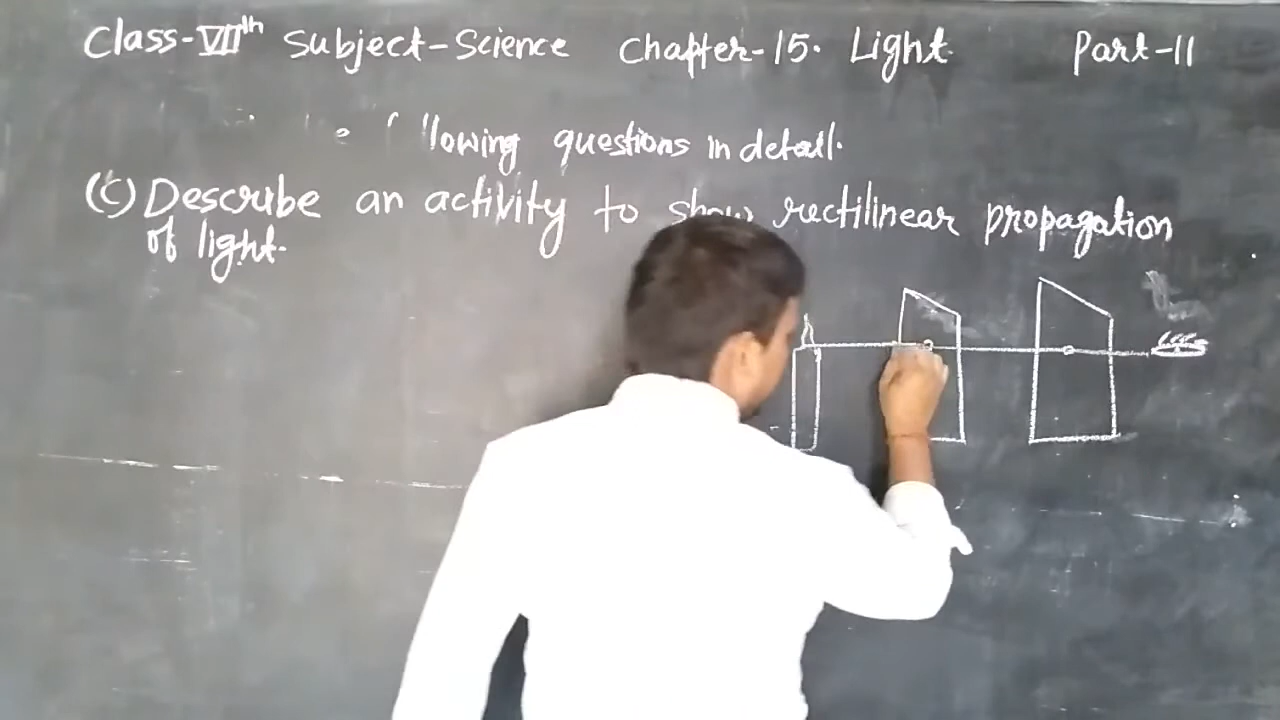 Class-VIIth Subject-Science Chapter-15. Light. Part-11
questions in detail.
(C) Describe an activity to show rectilinear propagation
of light.